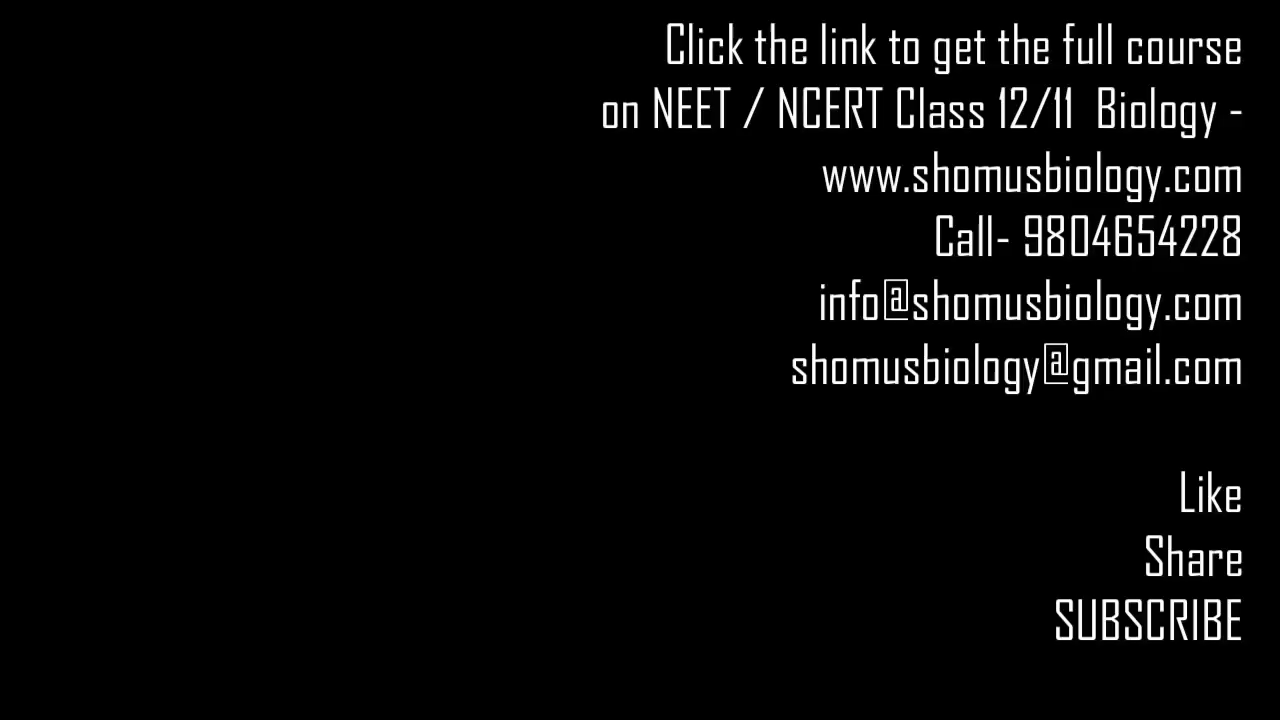 Click the link to get the full course
on NEET / NCERT Class 12/11  Biology -
www.shomusbiology.com
Call- 9804654228
info@shomusbiology.com
shomusbiology@gmail.com
Like
Share
SUBSCRIBE